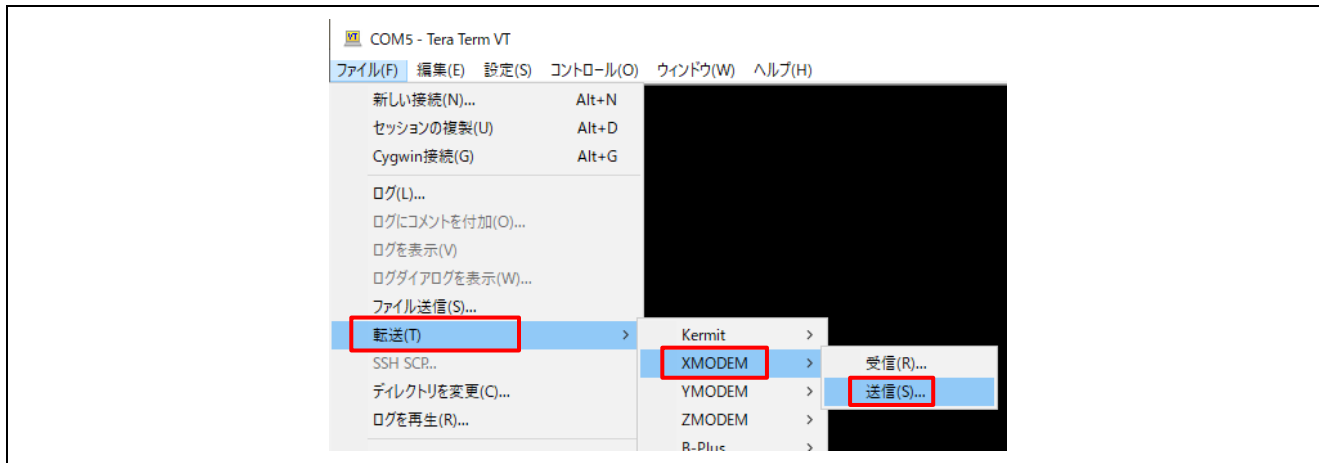 COM5 - Tera Term VT
ファイル(F) 編集(E) 設定(S) コントロール(O) ウィンドウ(W) ヘルプ(H)
新しい接続(N)... Alt+N
セッションの複製(U) Alt+D
Cygwin接続(G) Alt+G
ログ(L)...
ログにコメントを付加(O)...
ログを表示(V)
ログダイアログを表示(W)...
ファイル送信(S)...
転送(T) > Kermit >
SSH SCP... XMODEM > 受信(R)...
ディレクトリを変更(C)... YMODEM > 送信(S)...
ログを再生(R)... ZMODEM >
B-Plus >